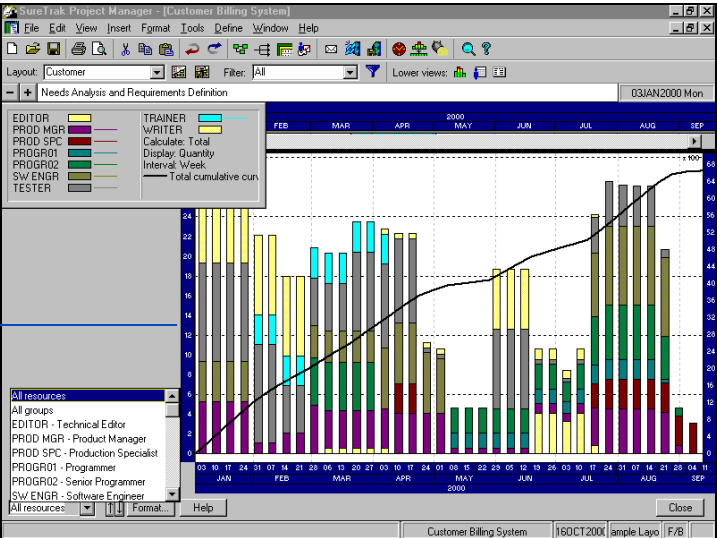 SureTrak Project Manager - [Customer Billing System]
File Edit View Insert Format Tools Define Window Help
Layout: Customer Filter: All Lower views:
- + Needs Analysis and Requirements Definition 03JAN2000 Mon
EDITOR TRAINER
PROD MGR WRITER
PROD SPC Calculate: Total
PROGR01 Display: Quantity
PROGR02 Interval: Week
SW ENGR Total cumulative curv
TESTER
2000
FEB MAR APR MAY JUN JUL AUG SEP
x 100
68
64
60
56
52
48
44
40
36
32
28
24
20
16
12
8
4
0
24
22
20
18
16
14
12
10
8
6
4
2
0
03 10 17 24 31 07 14 21 28 06 13 20 27 03 10 17 24 01 08 15 22 29 05 12 19 26 03 10 17 24 31 07 14 21 28 04 11
JAN FEB MAR APR MAY JUN JUL AUG SEP
2000
All resources
All groups
EDITOR - Technical Editor
PROD MGR - Product Manager
PROD SPC - Production Specialist
PROGR01 - Programmer
PROGR02 - Senior Programmer
SW ENGR - Software Engineer
All resources Format... Help Close
Customer Billing System 16OCT200 ample Layo F/B